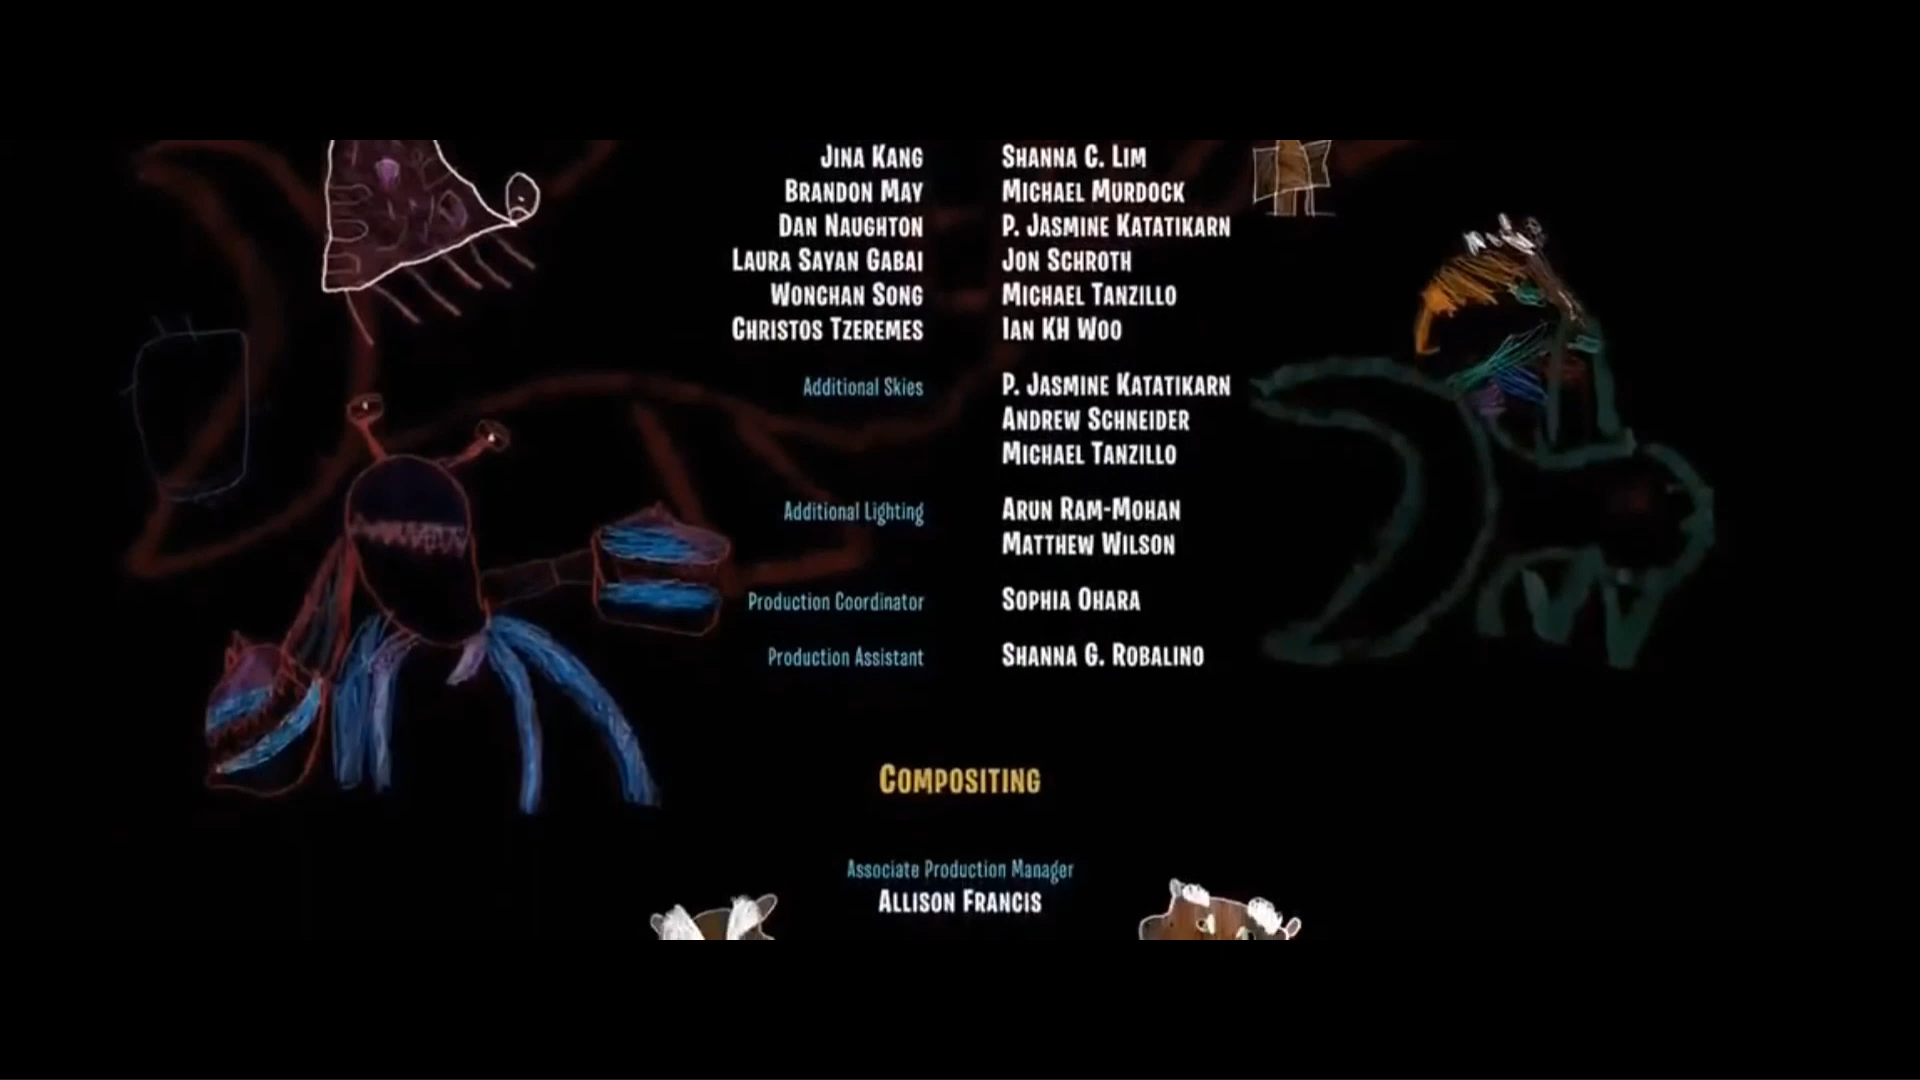 Jina Kang Shanna C. Lim
Brandon May Michael Murdock
Dan Naughton P. Jasmine Katatikarn
Laura Sayan Gabai Jon Schroth
Wonchan Song Michael Tanzillo
Christos Tzeremes Ian KH Woo
Additional Skies P. Jasmine Katatikarn
Andrew Schneider
Michael Tanzillo
Additional Lighting Arun Ram-Mohan
Matthew Wilson
Production Coordinator Sophia Ohara
Production Assistant Shanna G. Robalino
Compositing
Associate Production Manager
Allison Francis